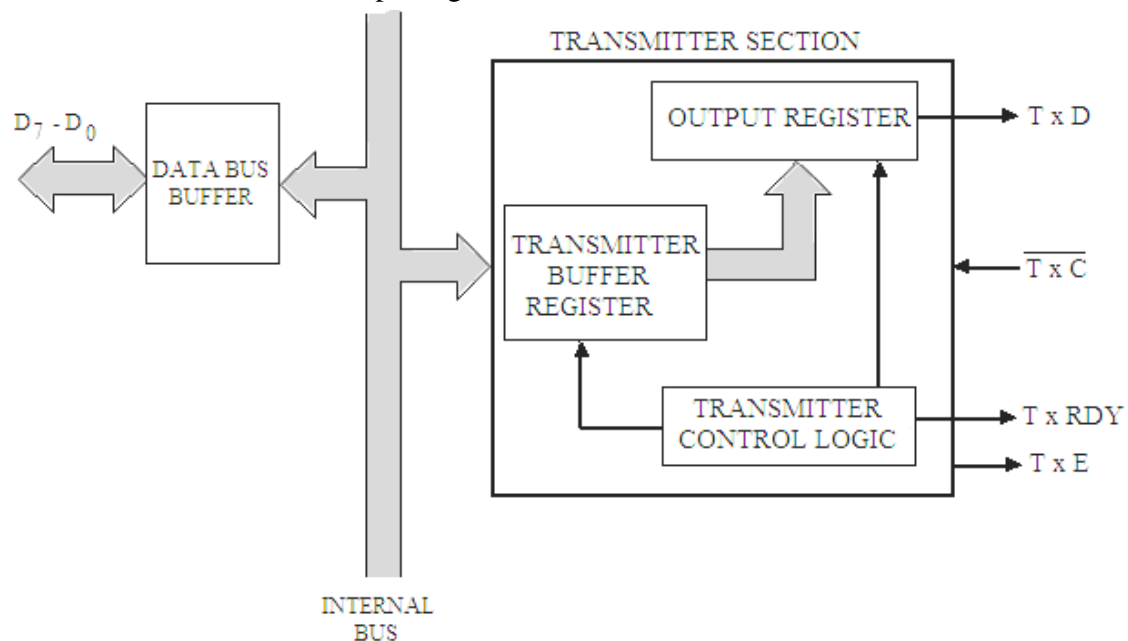 TRANSMITTER SECTION
D7 - D0
DATA BUS
BUFFER
OUTPUT REGISTER
T x D
TRANSMITTER
BUFFER
REGISTER
T x C
TRANSMITTER
CONTROL LOGIC
T x RDY
T x E
INTERNAL
BUS